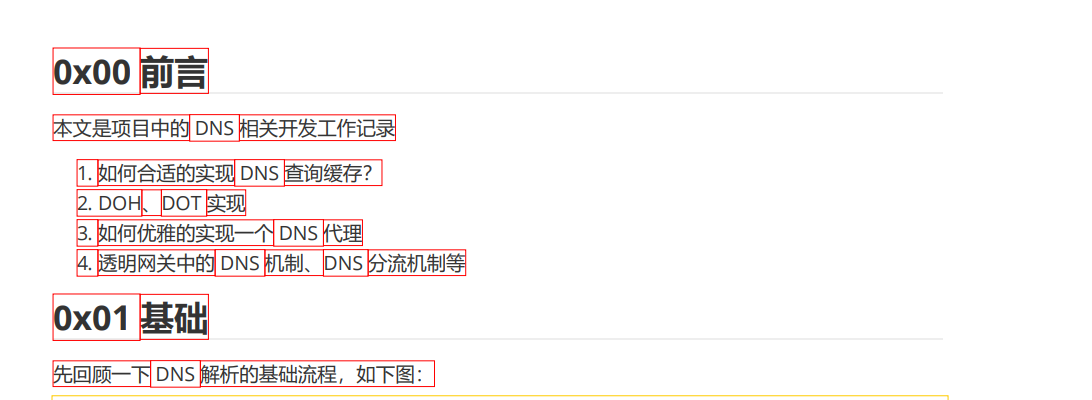 0x00 前言
本文是项目中的 DNS 相关开发工作记录
1. 如何合适的实现 DNS 查询缓存？
2. DOH、DOT 实现
3. 如何优雅的实现一个 DNS 代理
4. 透明网关中的 DNS 机制、DNS 分流机制等
0x01 基础
先回顾一下 DNS 解析的基础流程，如下图：